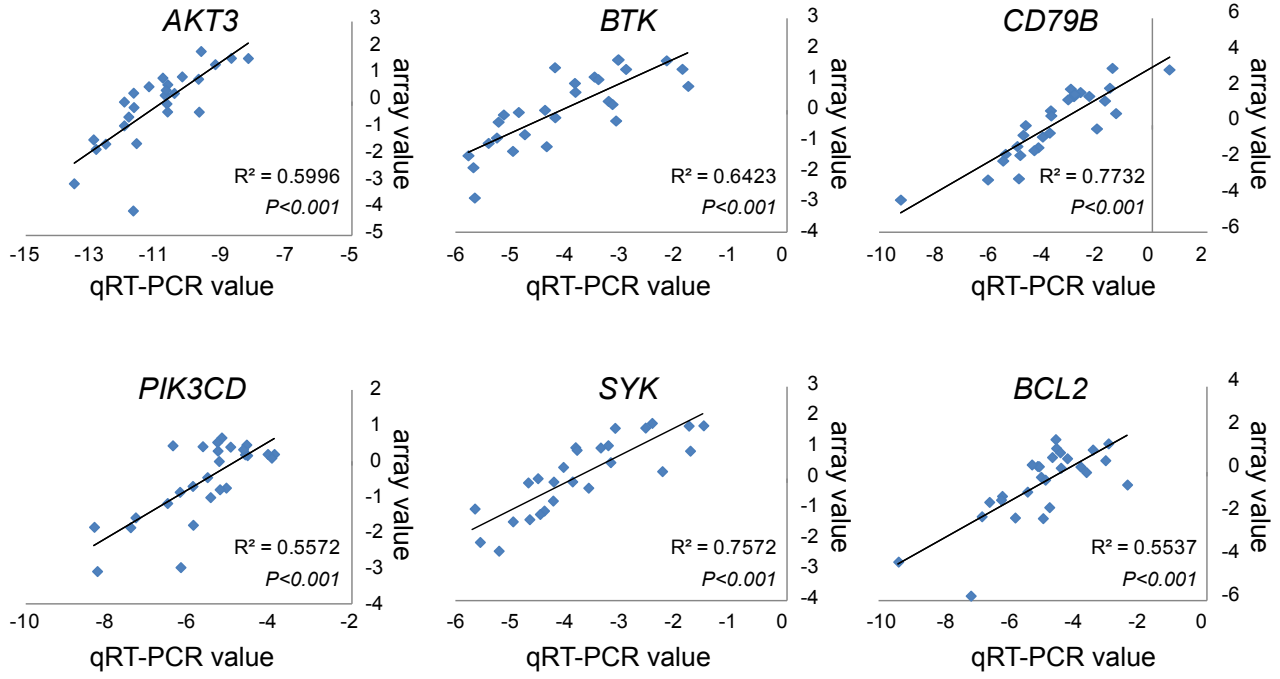 AKT3
3
2
1
0
-1
-2
-3
-4
-5
array value
R² = 0.5996
P<0.001
-15
-13
-11
-9
-7
-5
qRT-PCR value
BTK
3
2
1
0
-1
-2
-3
-4
array value
R² = 0.6423
P<0.001
-6
-5
-4
-3
-2
-1
0
qRT-PCR value
CD79B
6
4
2
0
-2
-4
-6
array value
R² = 0.7732
P<0.001
-10
-8
-6
-4
-2
0
2
qRT-PCR value
PIK3CD
2
1
0
-1
-2
-3
-4
array value
R² = 0.5572
P<0.001
-10
-8
-6
-4
-2
qRT-PCR value
SYK
3
2
1
0
-1
-2
-3
-4
array value
R² = 0.7572
P<0.001
-6
-5
-4
-3
-2
-1
0
qRT-PCR value
BCL2
4
2
0
-2
-4
-6
array value
R² = 0.5537
P<0.001
-10
-8
-6
-4
-2
0
qRT-PCR value